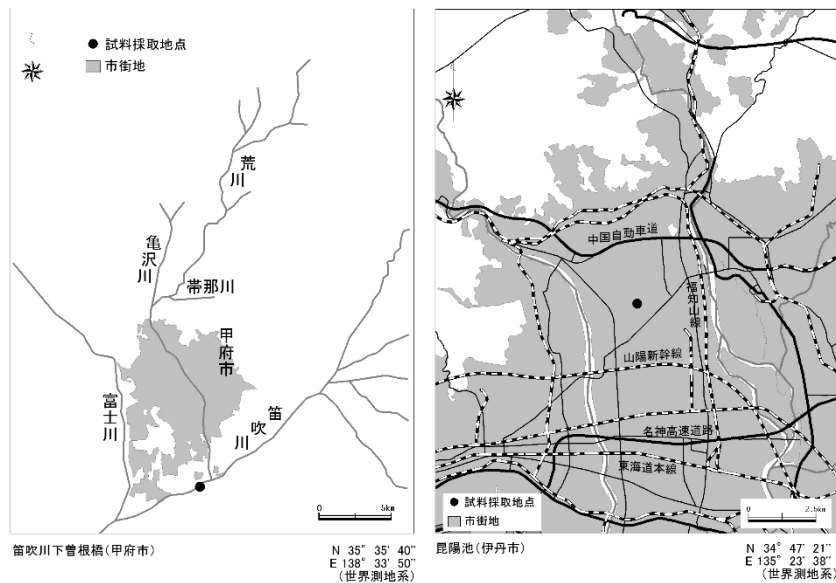 試料採取地点
市街地
荒川
亀沢川
帯那川
甲府市
富士川
笛吹川
0 5km
笛吹川下曽根橋(甲府市)
N 35° 35' 40"
E 138° 33' 50"
(世界測地系)
中国自動車道
福知山線
山陽新幹線
名神高速道路
東海道本線
試料採取地点
市街地
0 2.5km
昆陽池(伊丹市)
N 34° 47' 21"
E 135° 23' 38"
(世界測地系)